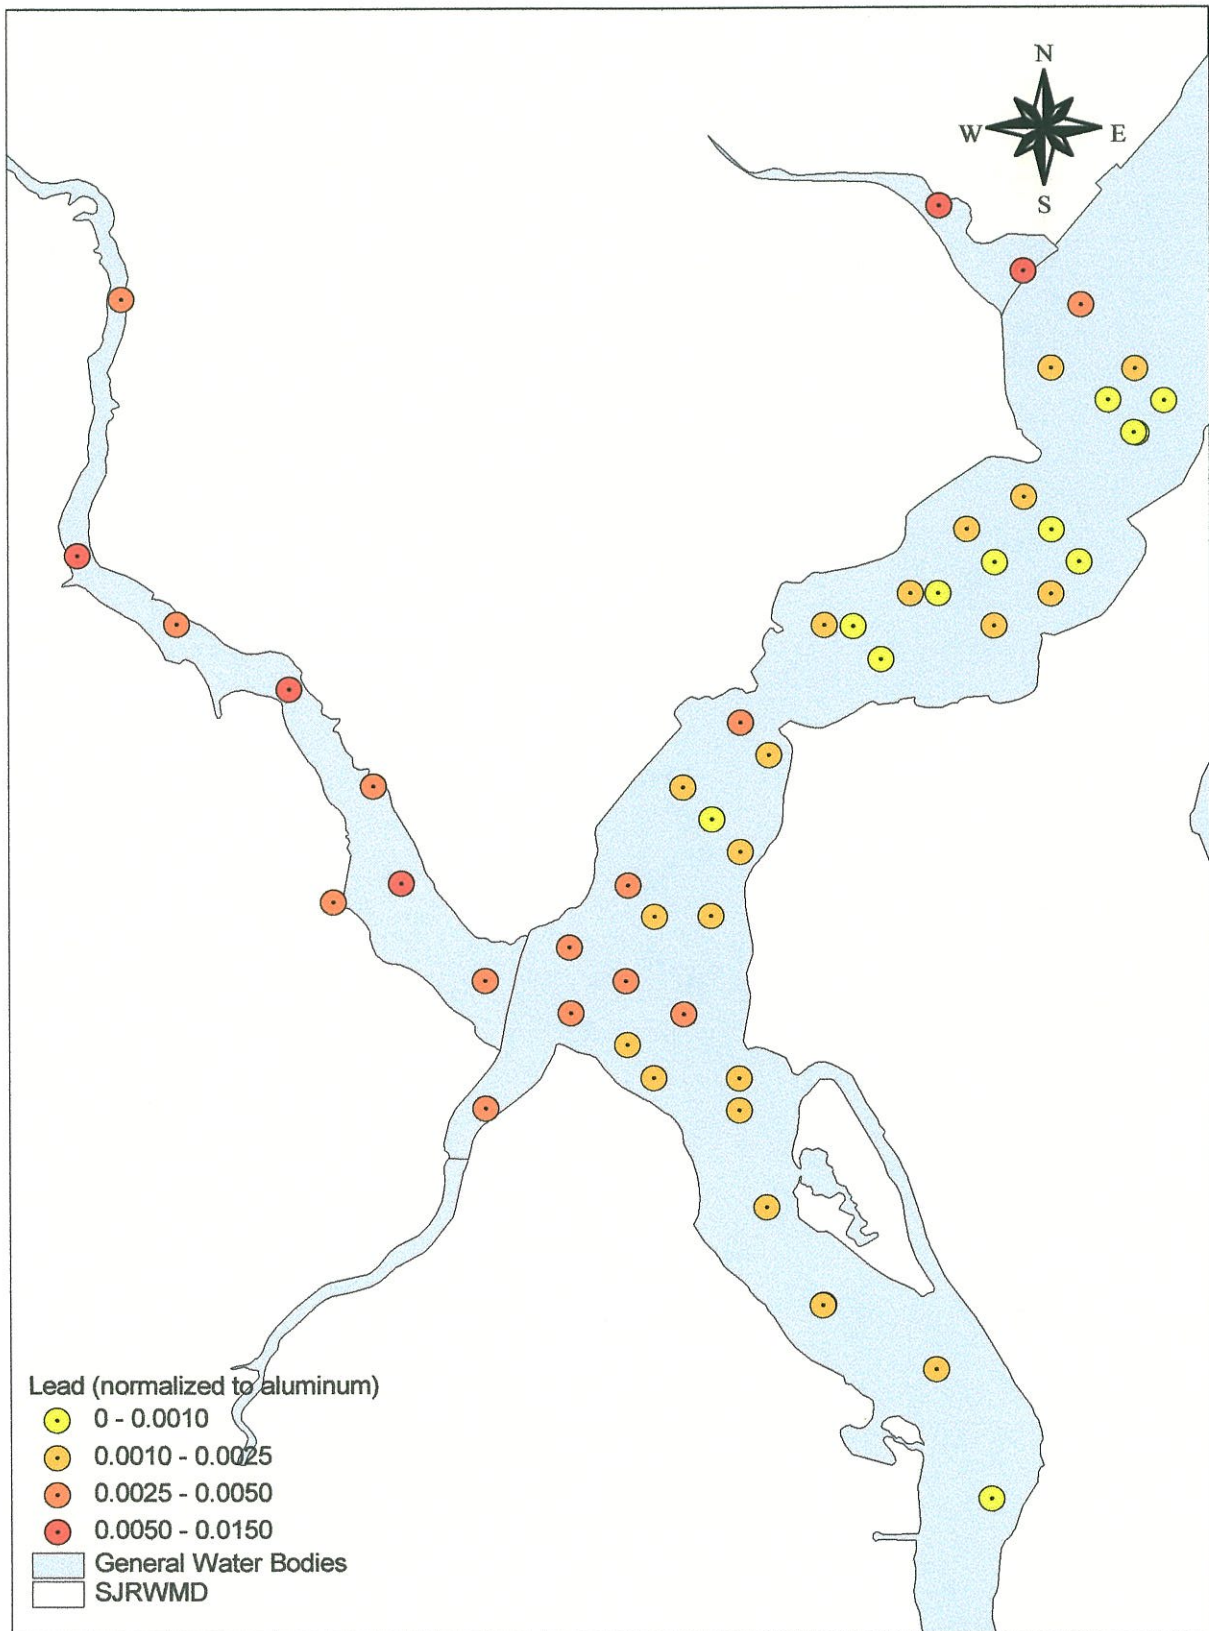 N
W E
S
Lead (normalized to aluminum)
0 - 0.0010
0.0010 - 0.0025
0.0025 - 0.0050
0.0050 - 0.0150
General Water Bodies
SJRWMD